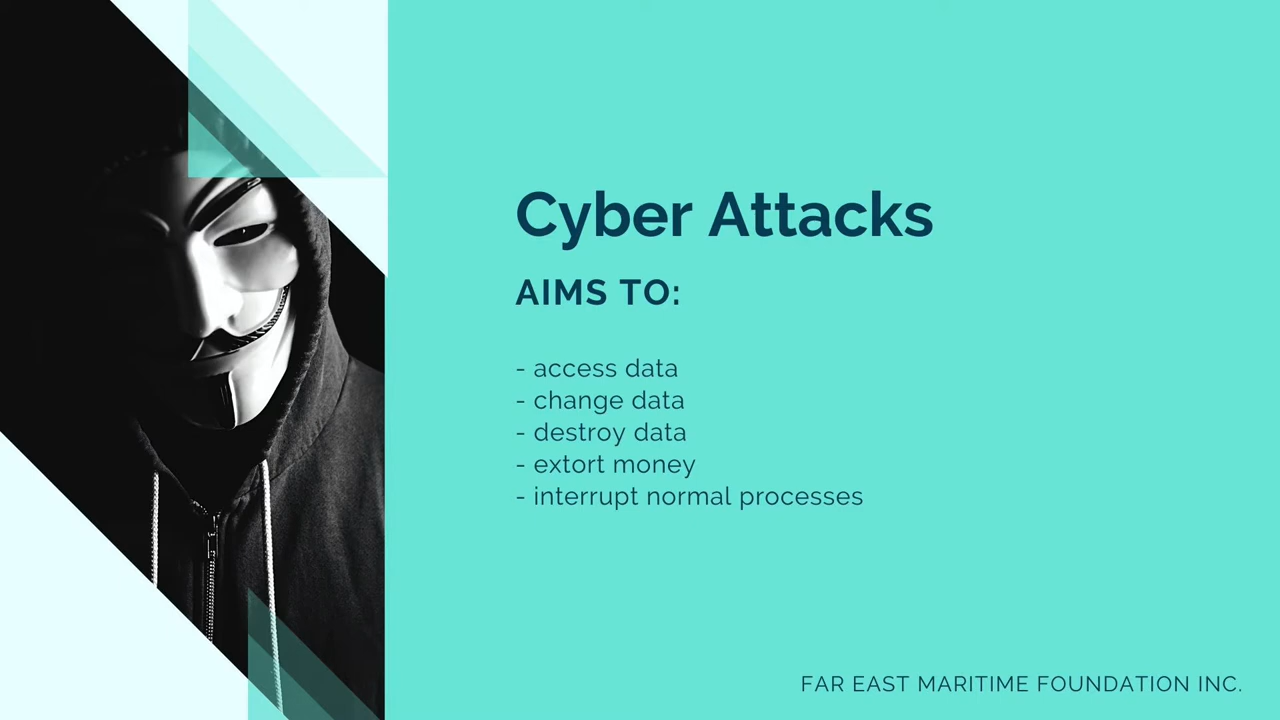 Cyber Attacks
AIMS TO:
- access data
- change data
- destroy data
- extort money
- interrupt normal processes
FAR EAST MARITIME FOUNDATION INC.